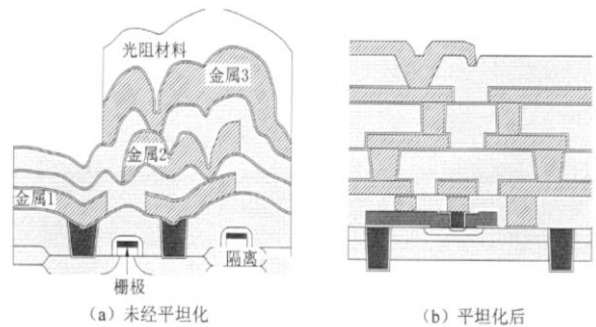 光阻材料
金属3
金属2
金属1
隔离
栅极
(a) 未经平坦化
(b) 平坦化后